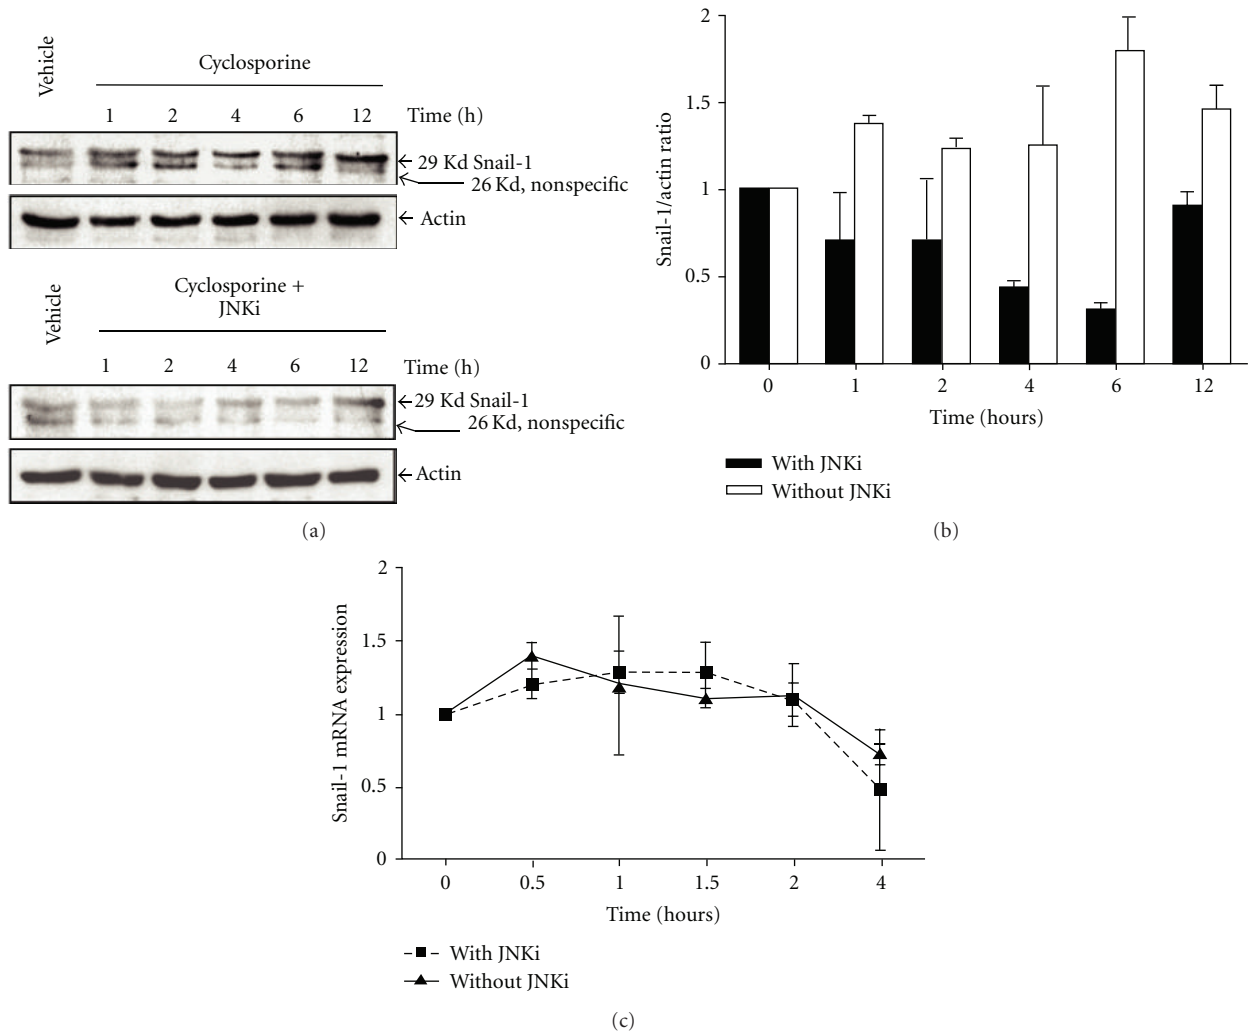 Vehicle
Cyclosporine
1 2 4 6 12 Time (h)
29 Kd Snail-1
26 Kd, nonspecific
Actin
Vehicle
Cyclosporine +
JNKi
1 2 4 6 12 Time (h)
29 Kd Snail-1
26 Kd, nonspecific
Actin
(a)
Snail-1/actin ratio
2
1.5
1
0.5
0
0 1 2 4 6 12
Time (hours)
With JNKi
Without JNKi
(b)
Snail-1 mRNA expression
2
1.5
1
0.5
0
0 0.5 1 1.5 2 4
Time (hours)
With JNKi
Without JNKi
(c)